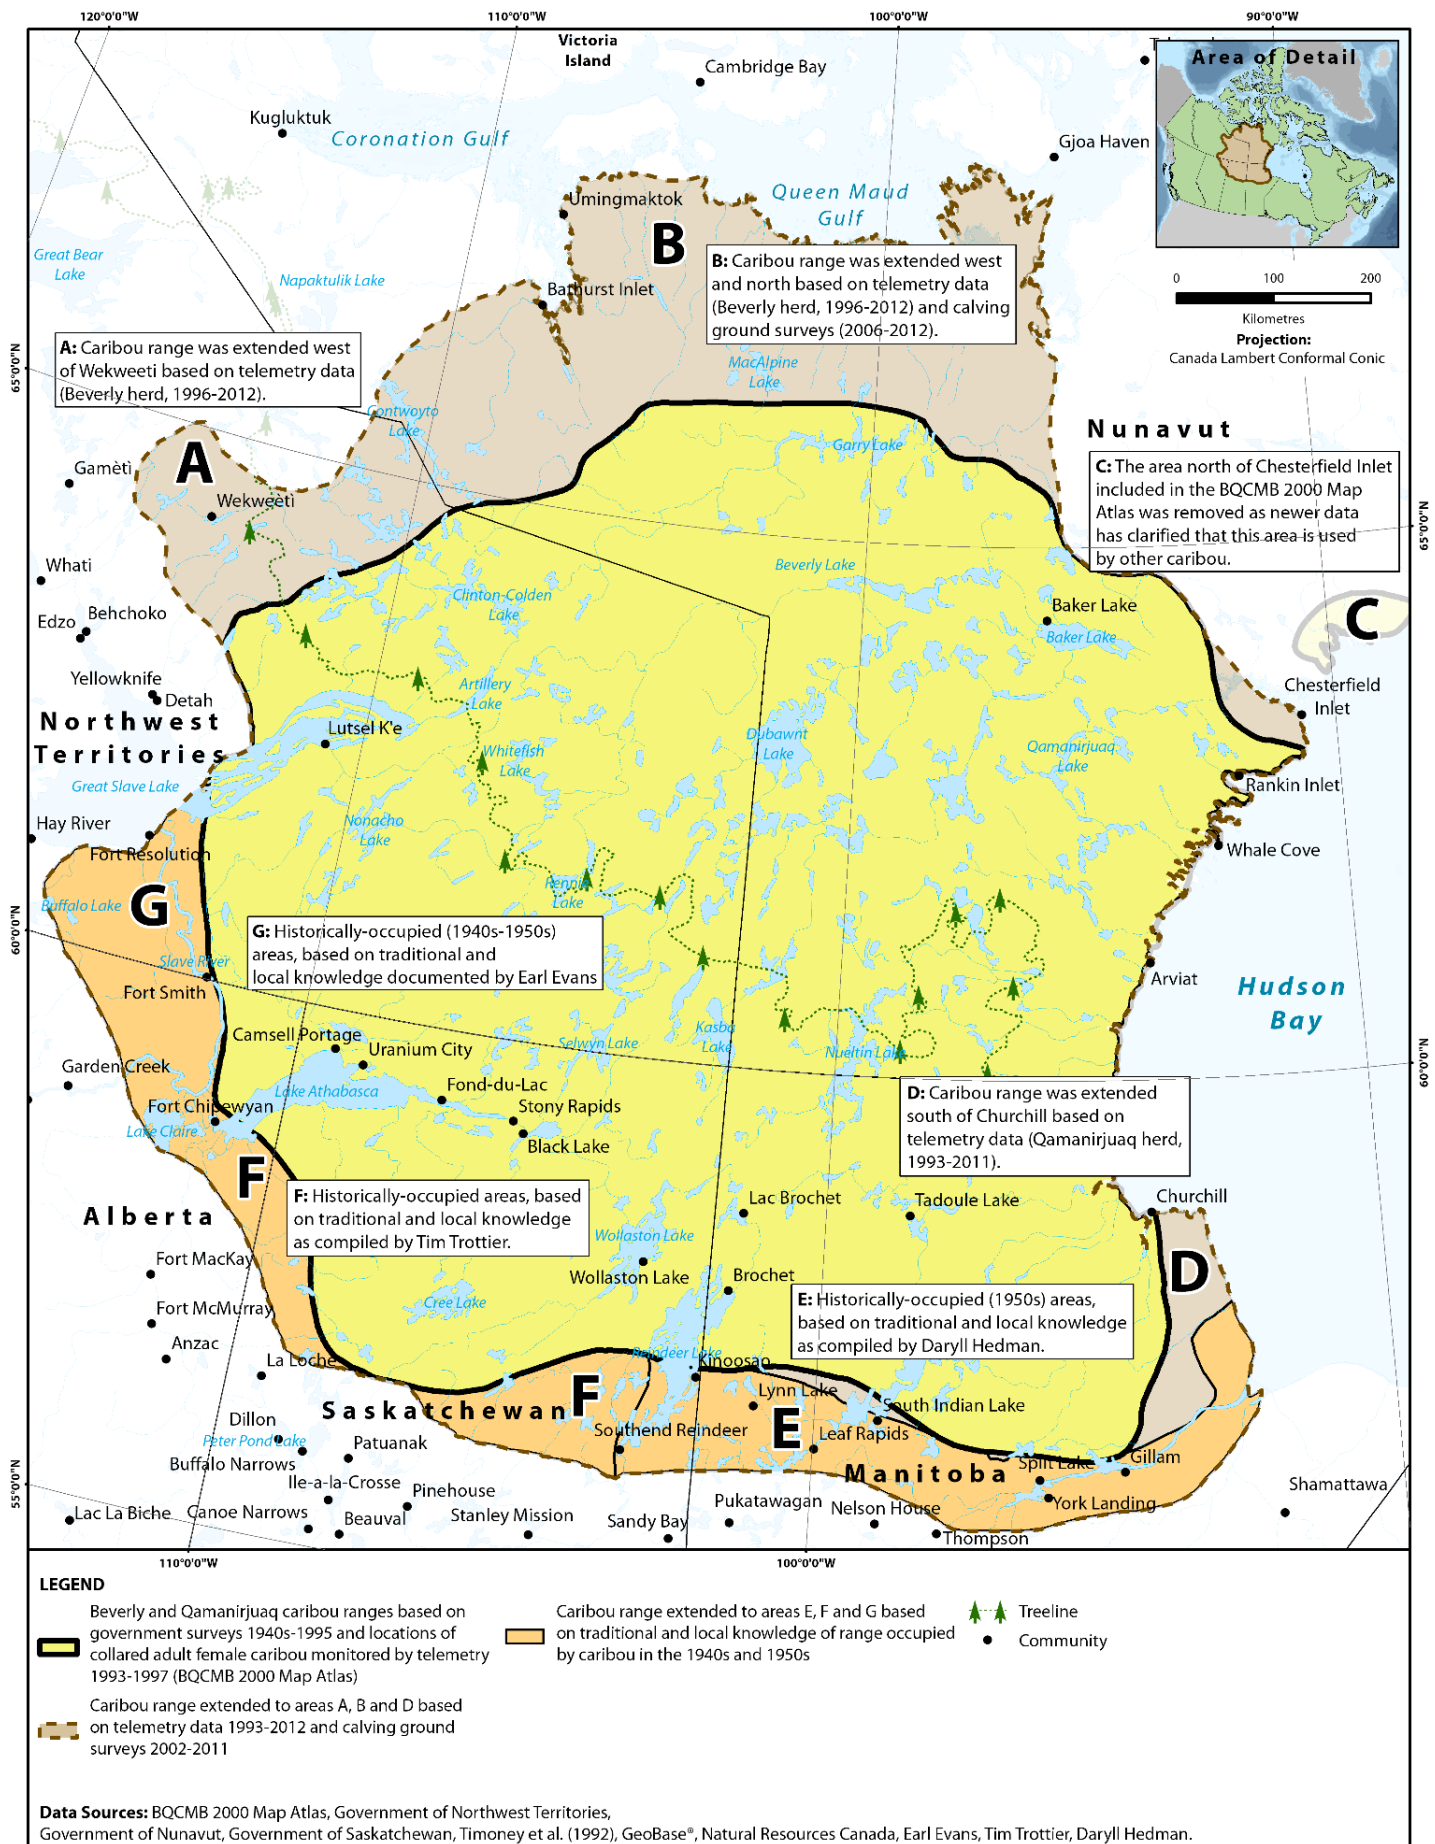 120°0'0"W
110°0'0"W
100°0'0"W
90°0'0"W
Victoria
Island
Cambridge Bay
Area of Detail
Kugluktuk
Coronation Gulf
Gjoa Haven
Queen Maud
Gulf
Umingmaktok
B
Great Bear
Lake
Napaktulik Lake
Bathurst Inlet
B: Caribou range was extended west
and north based on telemetry data
(Beverly herd, 1996-2012) and calving
ground surveys (2006-2012).
0 100 200
Kilometres
Projection:
Canada Lambert Conformal Conic
A: Caribou range was extended west
of Wekweeti based on telemetry data
(Beverly herd, 1996-2012).
65°0'0"N
MacAlpine
Lake
Contwoyto
Lake
Nunavut
Garry Lake
A
Gamètì
Wekweètì
C: The area north of Chesterfield Inlet
included in the BQCMB 2000 Map
Atlas was removed as newer data
has clarified that this area is used
by other caribou.
65°0'0"N
Whati
Beverly Lake
Clinton-Colden
Lake
Edzo
Behchoko
Baker Lake
Baker Lake
C
Yellowknife
Detah
Artillery
Lake
Chesterfield
Inlet
Northwest
Territories
Lutsel K'e
Whitefish
Lake
Dubawnt
Lake
Qamanirjuaq
Lake
Great Slave Lake
Rankin Inlet
Hay River
Nonacho
Lake
Whale Cove
Fort Resolution
Rennie
Lake
Buffalo Lake
G
60°0'0"N
G: Historically-occupied (1940s-1950s)
areas, based on traditional and
local knowledge documented by Earl Evans
Slave River
Fort Smith
Arviat
Hudson
Bay
Camsell Portage
Uranium City
Selwyn Lake
Kasba
Lake
Nueltin Lake
60°0'0"N
Garden Creek
Lake Athabasca
Fond-du-Lac
Stony Rapids
Black Lake
Fort Chipewyan
Lake Claire
D: Caribou range was extended
south of Churchill based on
telemetry data (Qamanirjuaq herd,
1993-2011).
F
F: Historically-occupied areas, based
on traditional and local knowledge
as compiled by Tim Trottier.
Lac Brochet
Tadoule Lake
Churchill
Alberta
Wollaston Lake
Wollaston Lake
Fort MacKay
Brochet
D
Fort McMurray
Cree Lake
E: Historically-occupied (1950s) areas,
based on traditional and local knowledge
as compiled by Daryll Hedman.
Anzac
La Loche
Reindeer Lake
Kinoosao
Lynn Lake
Saskatchewan
F
South Indian Lake
Dillon
Peter Pond Lake
Patuanak
Southend Reindeer
E
Leaf Rapids
Buffalo Narrows
Manitoba
Split Lake
Gillam
Ile-a-la-Crosse
Pinehouse
York Landing
Shamattawa
55°0'0"N
Lac La Biche
Canoe Narrows
Beauval
Stanley Mission
Sandy Bay
Pukatawagan
Nelson House
Thompson
110°0'0"W
100°0'0"W
LEGEND
Beverly and Qamanirjuaq caribou ranges based on
government surveys 1940s-1995 and locations of
collared adult female caribou monitored by telemetry
1993-1997 (BQCMB 2000 Map Atlas)
Caribou range extended to areas A, B and D based
on telemetry data 1993-2012 and calving ground
surveys 2002-2011
Caribou range extended to areas E, F and G based
on traditional and local knowledge of range occupied
by caribou in the 1940s and 1950s
Treeline
Community
Data Sources: BQCMB 2000 Map Atlas, Government of Northwest Territories,
Government of Nunavut, Government of Saskatchewan, Timoney et al. (1992), GeoBase®, Natural Resources Canada, Earl Evans, Tim Trottier, Daryll Hedman.